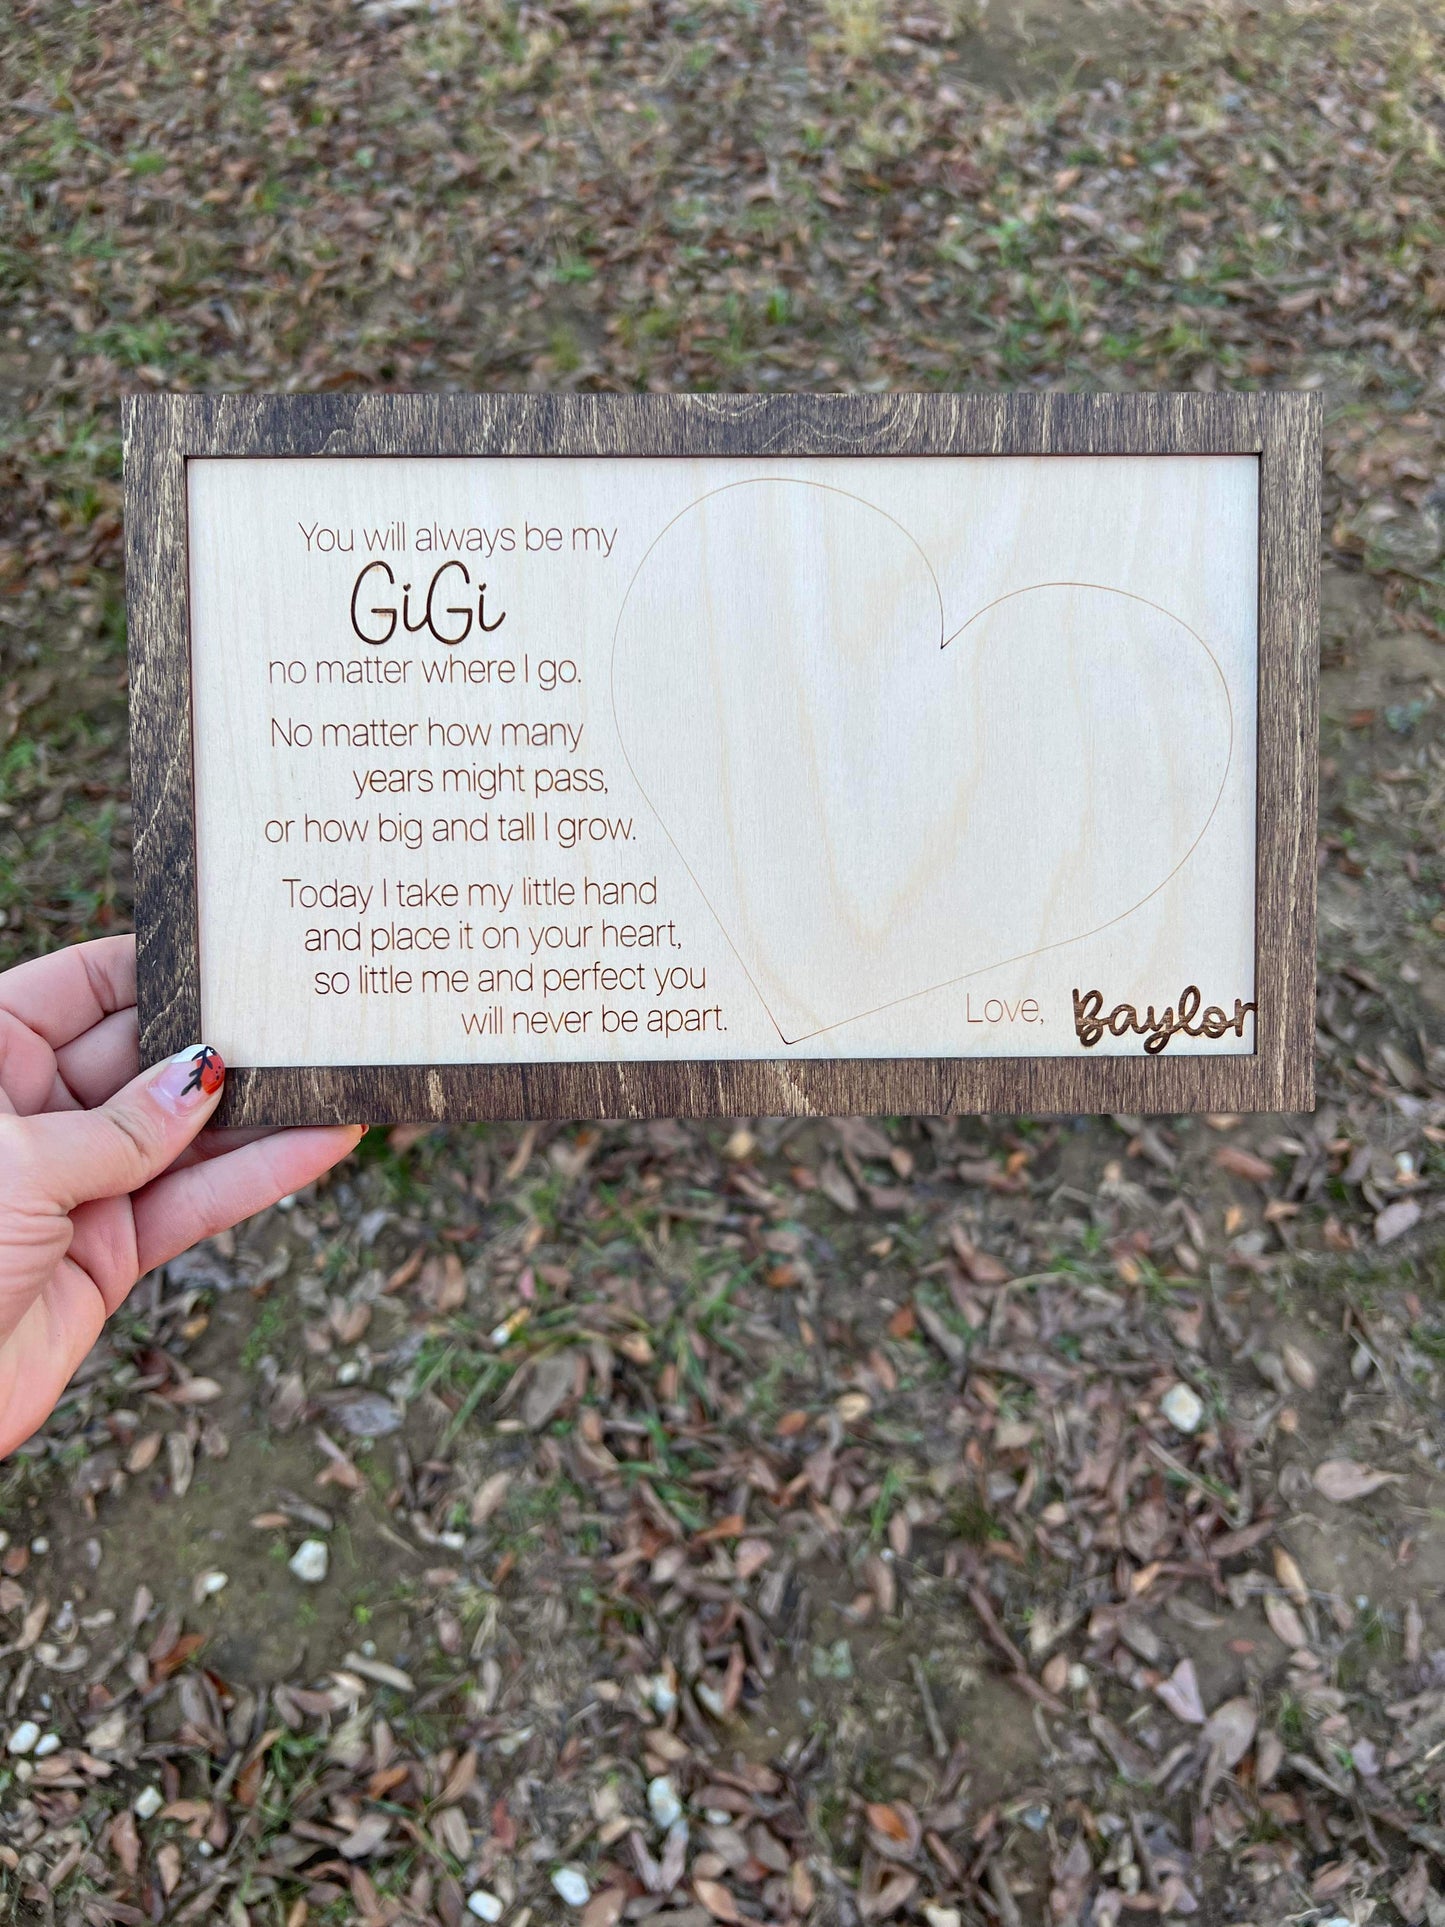 You will always be my
GiGi
no matter where I go.
No matter how many
years might pass,
or how big and tall I grow.
Today I take my little hand
and place it on your heart,
so little me and perfect you
will never be apart.
Love, Baylor